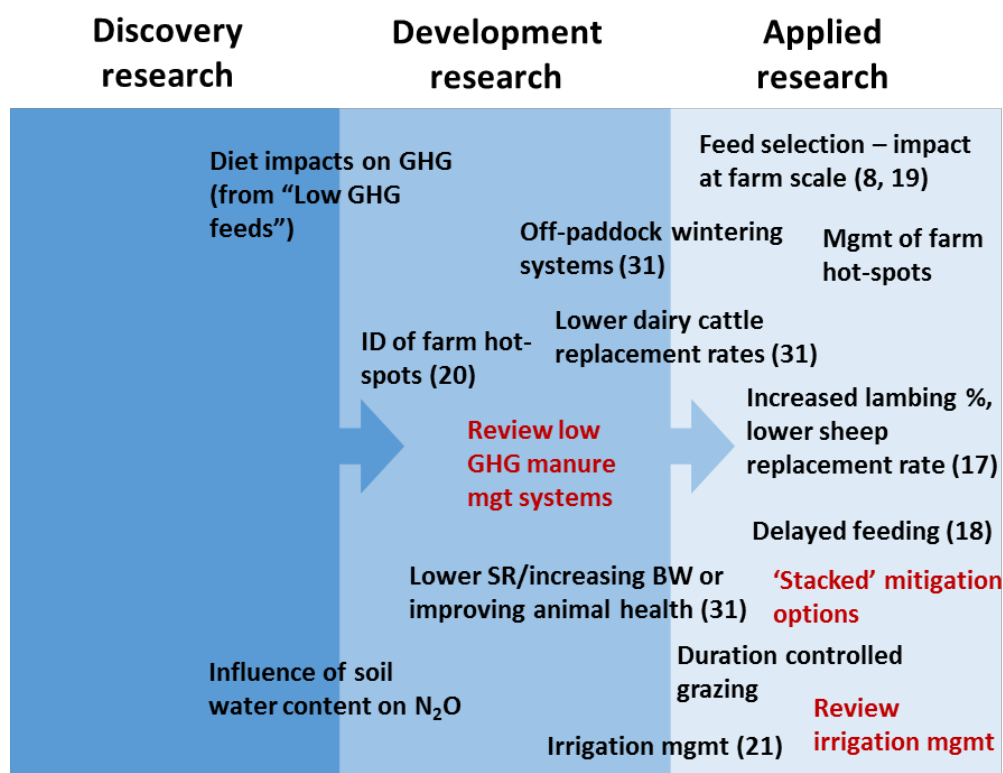 Discovery
research
Development
research
Applied
research
Diet impacts on GHG
(from “Low GHG
feeds”)
Feed selection – impact
at farm scale (8, 19)
Off-paddock wintering
systems (31)
Mgmt of farm
hot-spots
Lower dairy cattle
replacement rates (31)
ID of farm hot-
spots (20)
Increased lambing %,
lower sheep
replacement rate (17)
Review low
GHG manure
mgt systems
Delayed feeding (18)
Lower SR/increasing BW or
improving animal health (31)
‘Stacked’ mitigation
options
Duration controlled
grazing
Influence of soil
water content on N₂O
Review
irrigation mgmt
Irrigation mgmt (21)